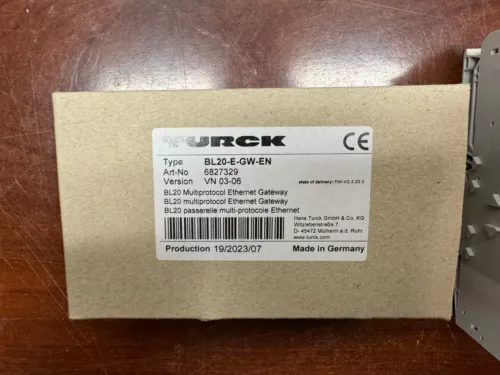 TURCK
CE
Type BL20-E-GW-EN
Art-No 6827329
Version VN 03-06
state of delivery: FW-V3.3.20.0
BL20 Multiprotocol Ethernet Gateway
BL20 multiprotocol Ethernet Gateway
BL20 passerelle multi-protocole Ethernet
Hans Turck GmbH & Co. KG
Witzlebenstraße 7
D- 45472 Mülheim a.d. Ruhr
www.turck.com
Production 19/2023/07
Made in Germany